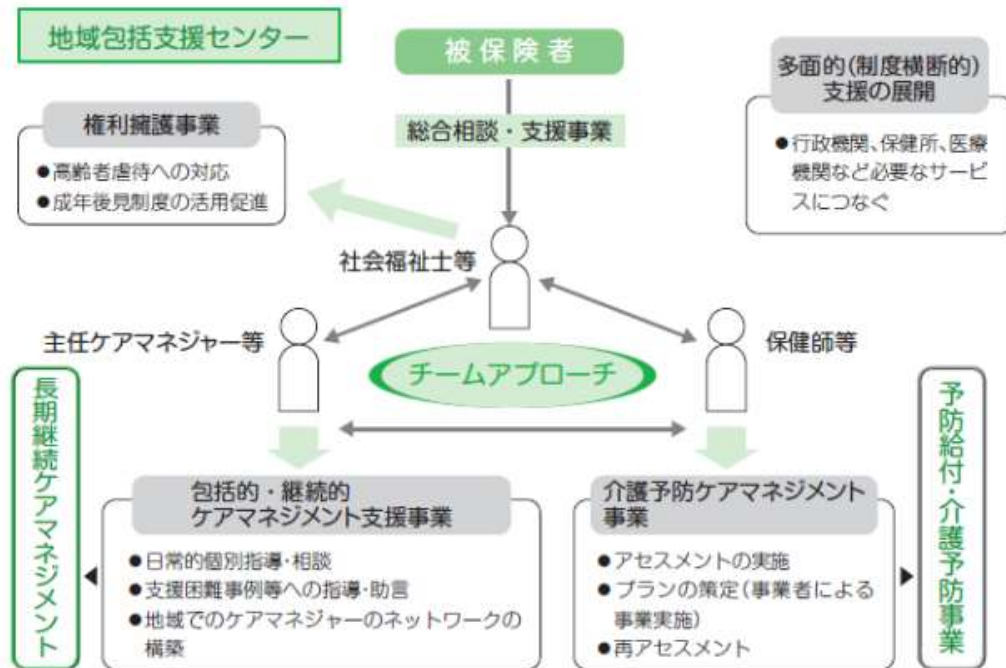 地域包括支援センター
被保険者
総合相談・支援事業
多面的(制度横断的)
支援の展開
●行政機関、保健所、医療
機関など必要なサービ
スにつなぐ
権利擁護事業
●高齢者虐待への対応
●成年後見制度の活用促進
社会福祉士等
主任ケアマネジャー等
保健師等
チームアプローチ
長期継続ケアマネジメント
包括的・継続的
ケアマネジメント支援事業
●日常的個別指導・相談
●支援困難事例等への指導・助言
●地域でのケアマネジャーのネットワークの
構築
介護予防ケアマネジメント
事業
●アセスメントの実施
●プランの策定(事業者による
事業実施)
●再アセスメント
予防給付・介護予防事業